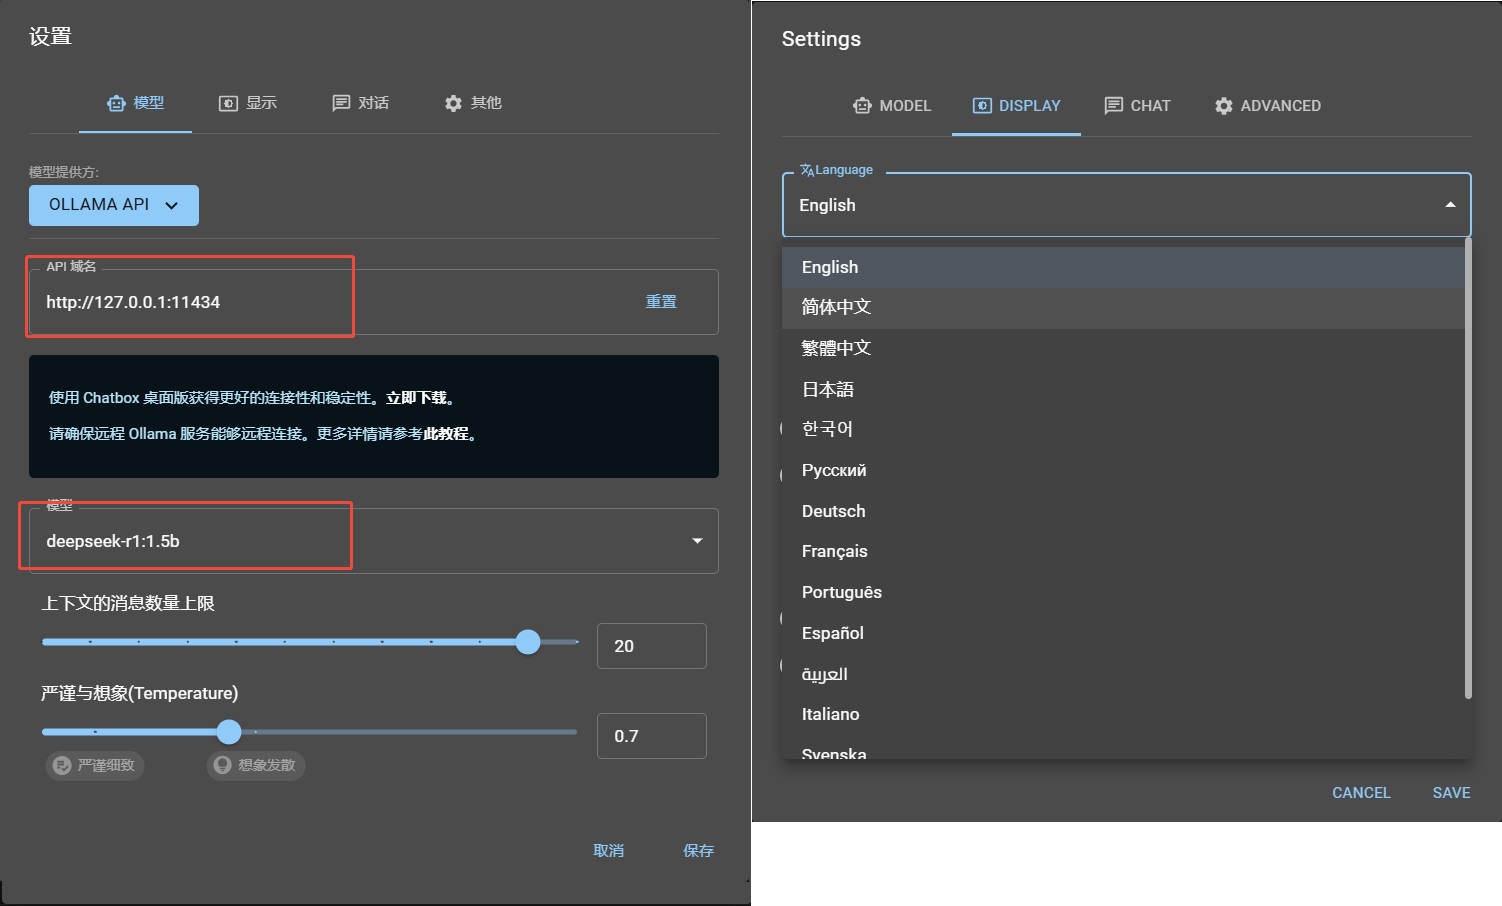 设置
模型
显示
对话
其他
模型提供方:
OLLAMA API
API 域名
http://127.0.0.1:11434
重置
使用 Chatbox 桌面版获得更好的连接性和稳定性。立即下载。
请确保远程 Ollama 服务能够远程连接。更多详情请参考此教程。
模型
deepseek-r1:1.5b
上下文的消息数量上限
20
严谨与想象(Temperature)
0.7
严谨细致
想象发散
取消
保存
Settings
MODEL
DISPLAY
CHAT
ADVANCED
Language
English
English
简体中文
繁體中文
日本語
한국어
Русский
Deutsch
Français
Português
Español
العربية
Italiano
Svenska
CANCEL
SAVE